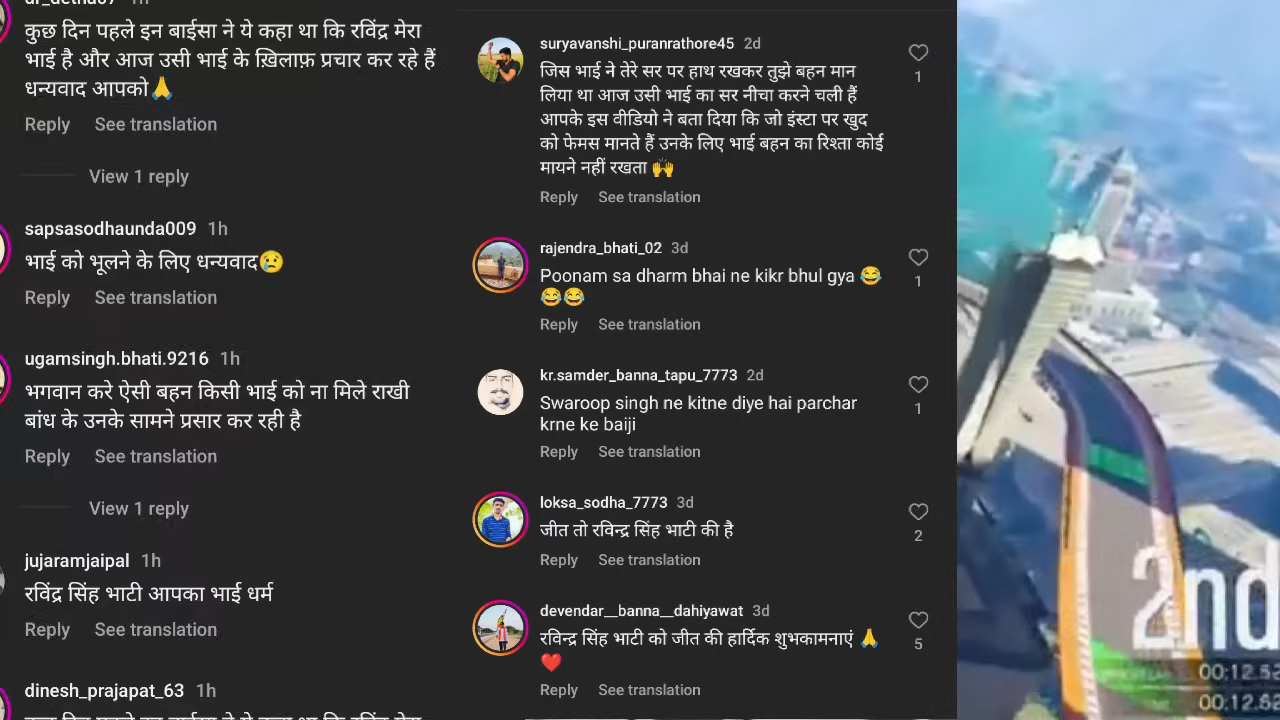 dr_detha07 1h
कुछ दिन पहले इन बाईसा ने ये कहा था कि रविंद्र मेरा
भाई है और आज उसी भाई के ख़िलाफ़ प्रचार कर रहे हैं
धन्यवाद आपको🙏
Reply See translation
View 1 reply
sapsasodhaunda009 1h
भाई को भूलने के लिए धन्यवाद😢
Reply See translation
ugamsingh.bhati.9216 1h
भगवान करे ऐसी बहन किसी भाई को ना मिले राखी
बांध के उनके सामने प्रसार कर रही है
Reply See translation
View 1 reply
jujaramjaipal 1h
रविंद्र सिंह भाटी आपका भाई धर्म
Reply See translation
dinesh_prajapat_63 1h
suryavanshi_puranrathore45 2d
जिस भाई ने तेरे सर पर हाथ रखकर तुझे बहन मान
लिया था आज उसी भाई का सर नीचा करने चली हैं
आपके इस वीडियो ने बता दिया कि जो इंस्टा पर खुद
को फेमस मानते हैं उनके लिए भाई बहन का रिश्ता कोई
मायने नहीं रखता 🙌
1
Reply See translation
rajendra_bhati_02 3d
Poonam sa dharm bhai ne kikr bhul gya 😂
😂😂
1
Reply See translation
kr.samder_banna_tapu_7773 2d
Swaroop singh ne kitne diye hai parchar
krne ke baiji
1
Reply See translation
loksa_sodha_7773 3d
जीत तो रविन्द्र सिंह भाटी की है
2
Reply See translation
devendar__banna__dahiyawat 3d
रविन्द्र सिंह भाटी को जीत की हार्दिक शुभकामनाएं 🙏
❤️
5
Reply See translation
2nd
00:12.52
00:12.52